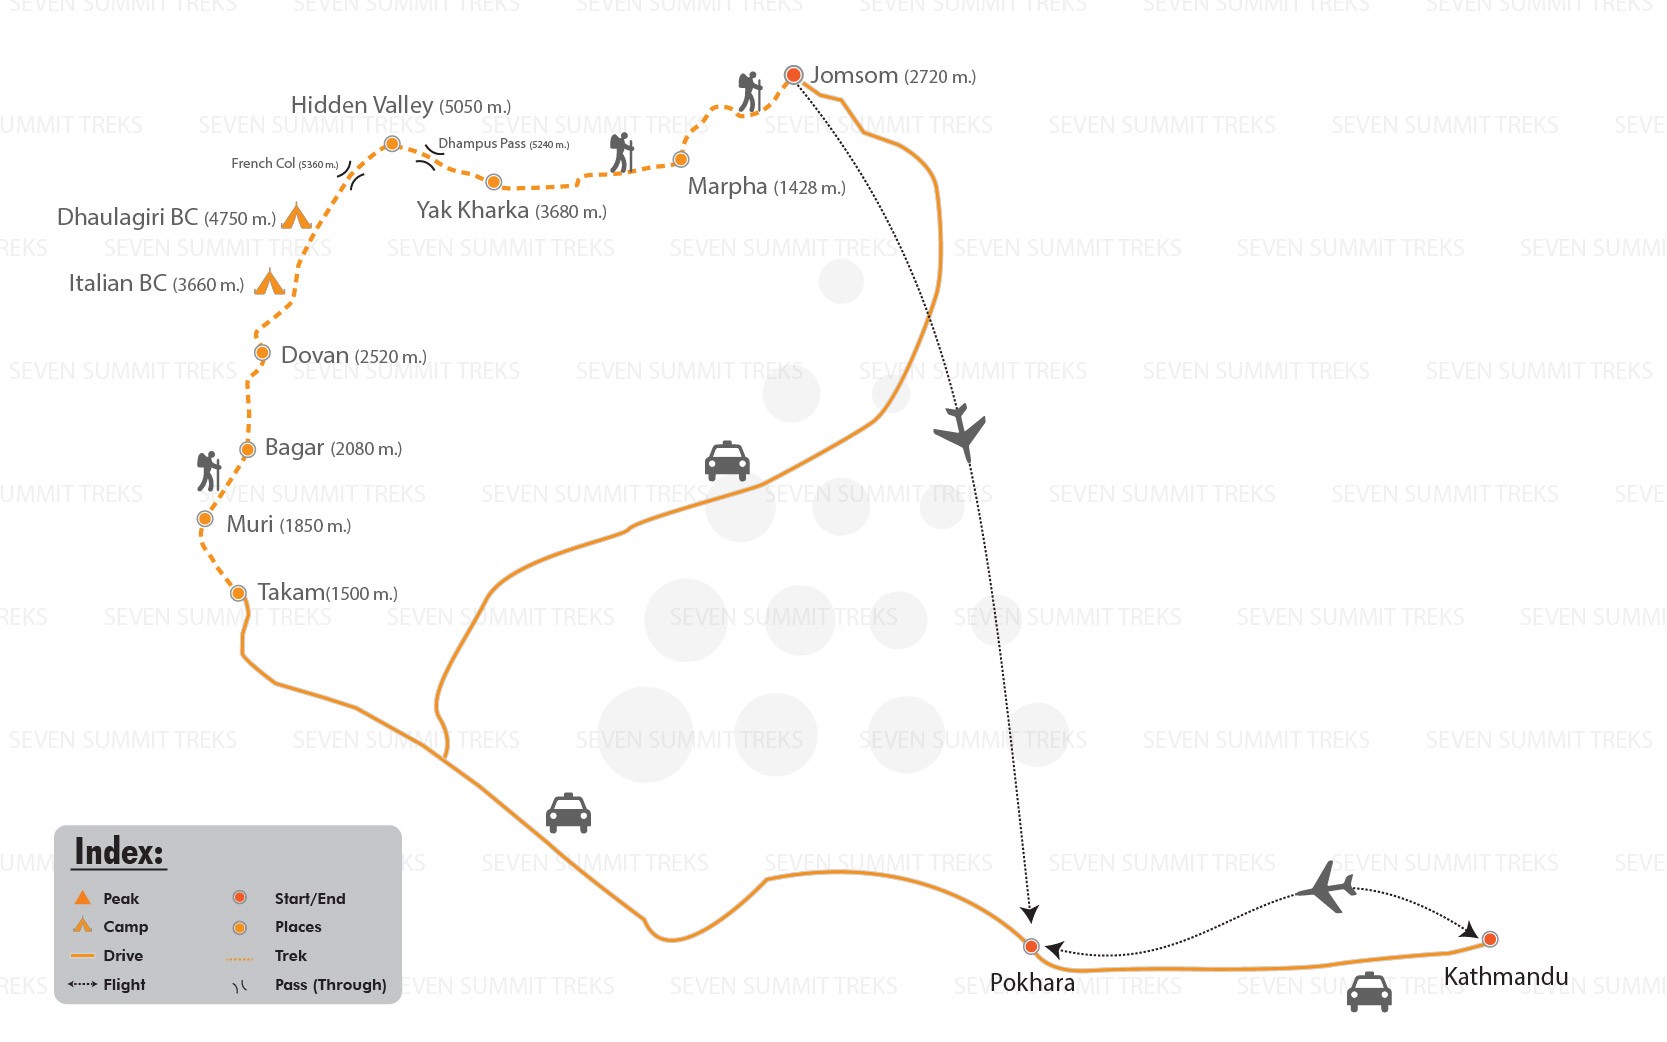 Jomsom (2720 m.)
Hidden Valley (5050 m.)
Dhampus Pass (5240 m.)
French Col (5360 m.)
Marpha (1428 m.)
Yak Kharka (3680 m.)
Dhaulagiri BC (4750 m.)
Italian BC (3660 m.)
Dovan (2520 m.)
Bagar (2080 m.)
Muri (1850 m.)
Takam(1500 m.)
Pokhara
Kathmandu
Index:
Peak
Start/End
Camp
Places
Drive
Trek
Flight
Pass (Through)
SEVEN SUMMIT TREKS